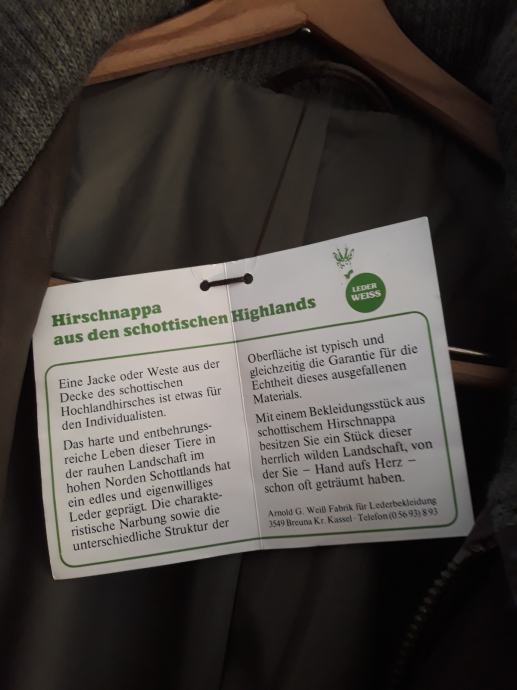 LEDER
WEISS
Hirschnappa
aus den schottischen Highlands
Eine Jacke oder Weste aus der
Decke des schottischen
Hochlandhirsches ist etwas für
den Individualisten.
Das harte und entbehrungs-
reiche Leben dieser Tiere in
der rauhen Landschaft im
hohen Norden Schottlands hat
ein edles und eigenwilliges
Leder geprägt. Die charakte-
ristische Narbung sowie die
unterschiedliche Struktur der
Oberfläche ist typisch und
gleichzeitig die Garantie für die
Echtheit dieses ausgefallenen
Materials.
Mit einem Bekleidungsstück aus
schottischem Hirschnappa
besitzen Sie ein Stück dieser
herrlich wilden Landschaft, von
der Sie – Hand aufs Herz –
schon oft geträumt haben.
Arnold G. Weiß Fabrik für Lederbekleidung
3549 Breuna Kr. Kassel · Telefon (0 56 93) 8 93